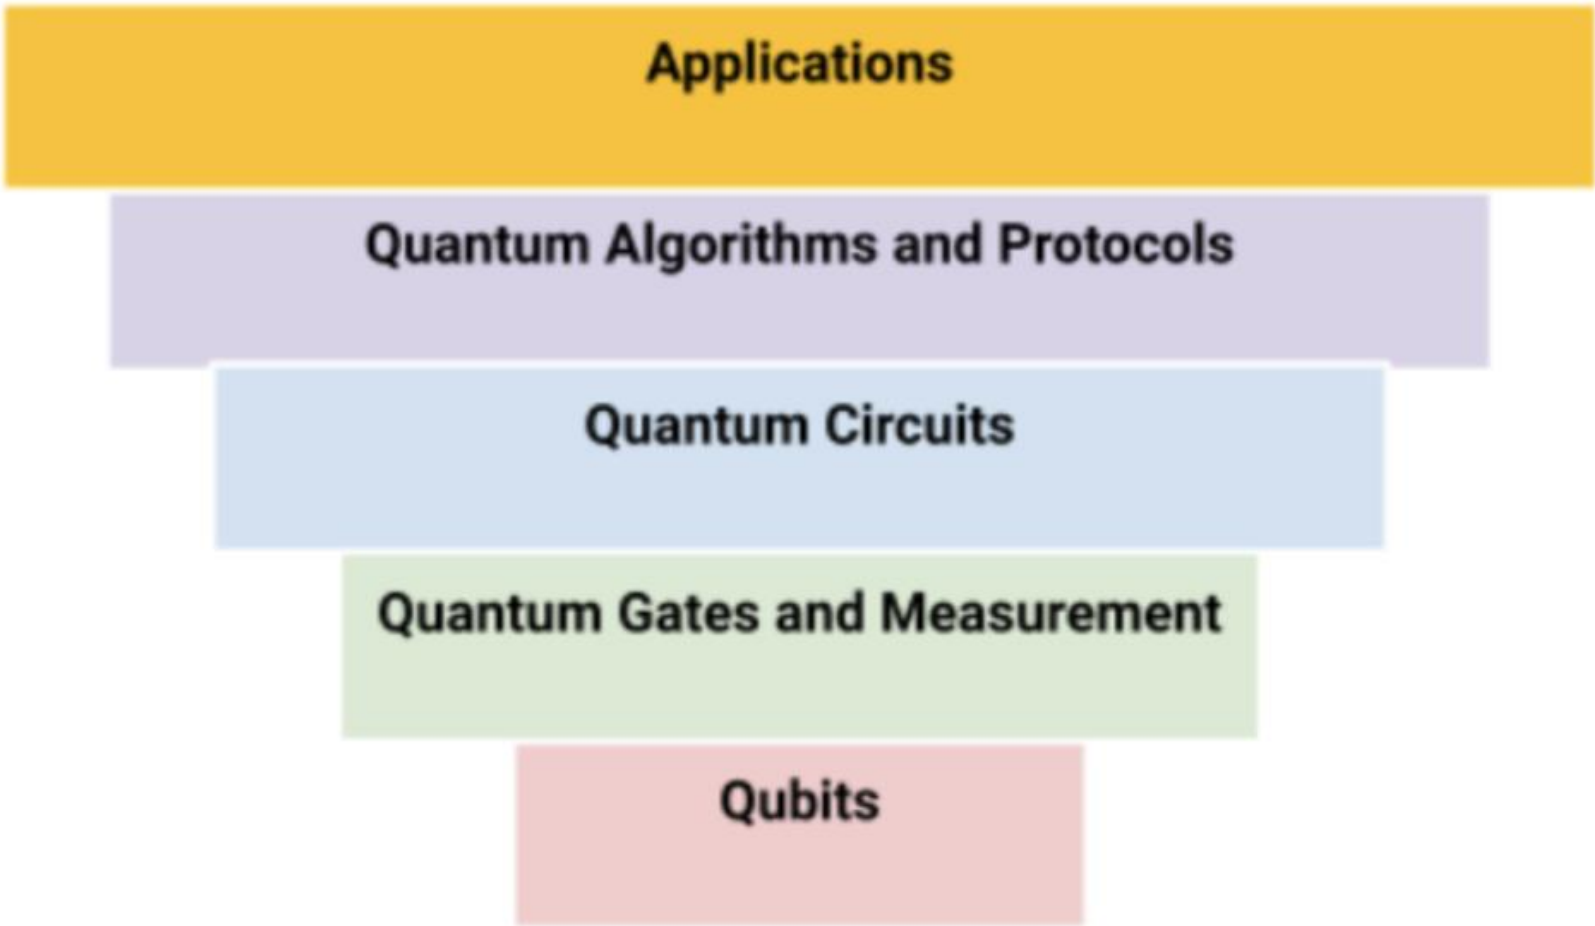 Applications
Quantum Algorithms and Protocols
Quantum Circuits
Quantum Gates and Measurement
Qubits